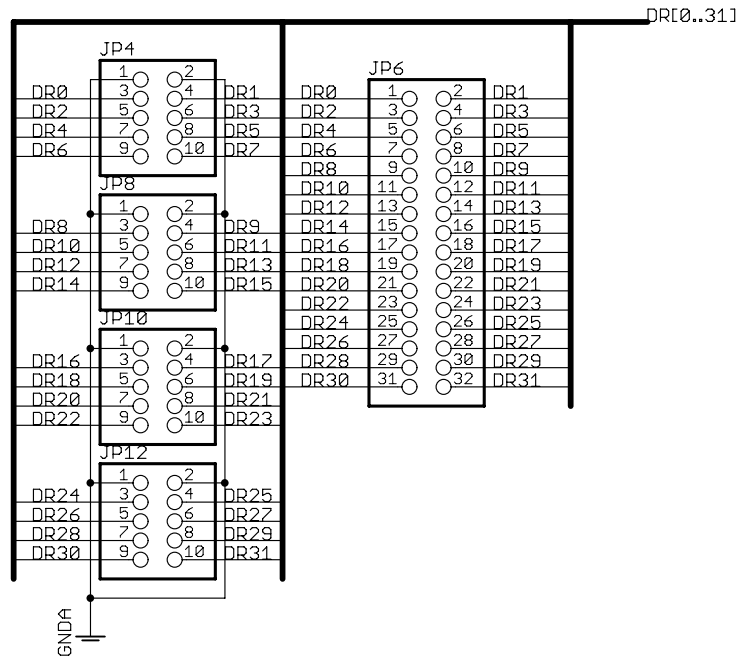 DR[0..31]
JP4
1 2
DR0 3 4 DR1
DR2 5 6 DR3
DR4 7 8 DR5
DR6 9 10 DR7
JP8
1 2
DR8 3 4 DR9
DR10 5 6 DR11
DR12 7 8 DR13
DR14 9 10 DR15
JP10
1 2
DR16 3 4 DR17
DR18 5 6 DR19
DR20 7 8 DR21
DR22 9 10 DR23
JP12
1 2
DR24 3 4 DR25
DR26 5 6 DR27
DR28 7 8 DR29
DR30 9 10 DR31
GNDA
JP6
DR0 1 2 DR1
DR2 3 4 DR3
DR4 5 6 DR5
DR6 7 8 DR7
DR8 9 10 DR9
DR10 11 12 DR11
DR12 13 14 DR13
DR14 15 16 DR15
DR16 17 18 DR17
DR18 19 20 DR19
DR20 21 22 DR21
DR22 23 24 DR23
DR24 25 26 DR25
DR26 27 28 DR27
DR28 29 30 DR29
DR30 31 32 DR31